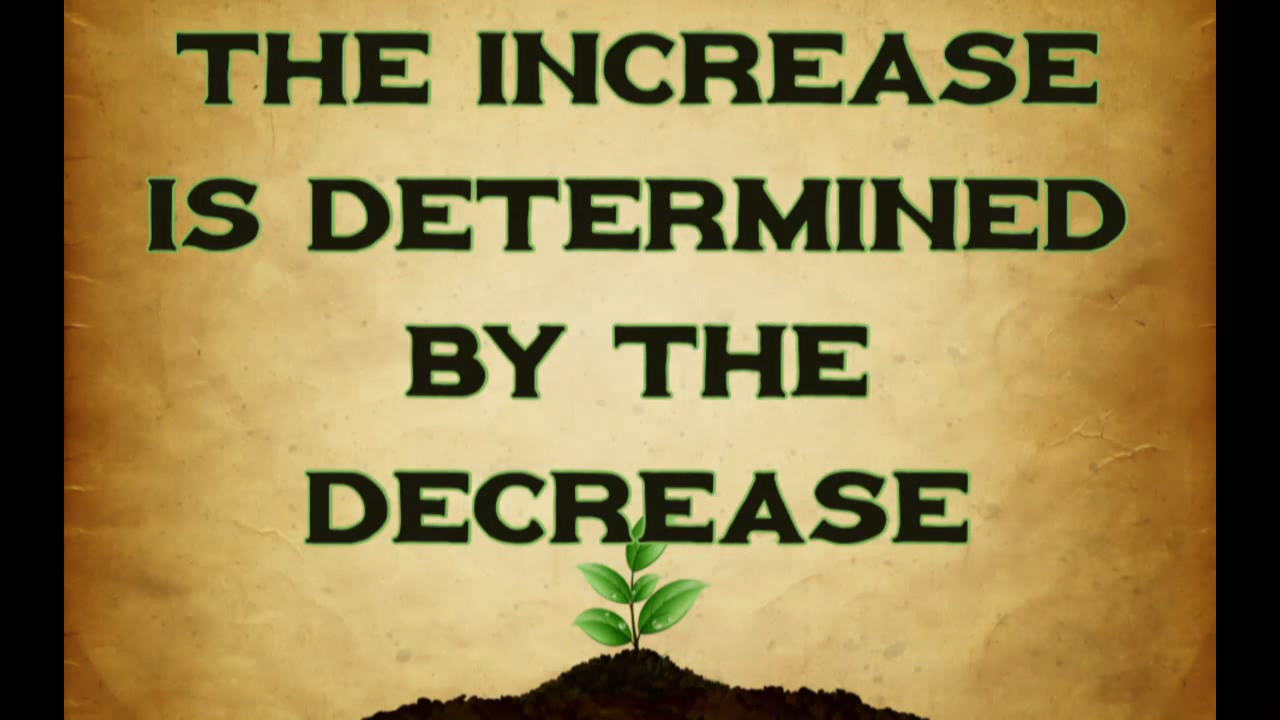 THE INCREASE
IS DETERMINED
BY THE
DECREASE